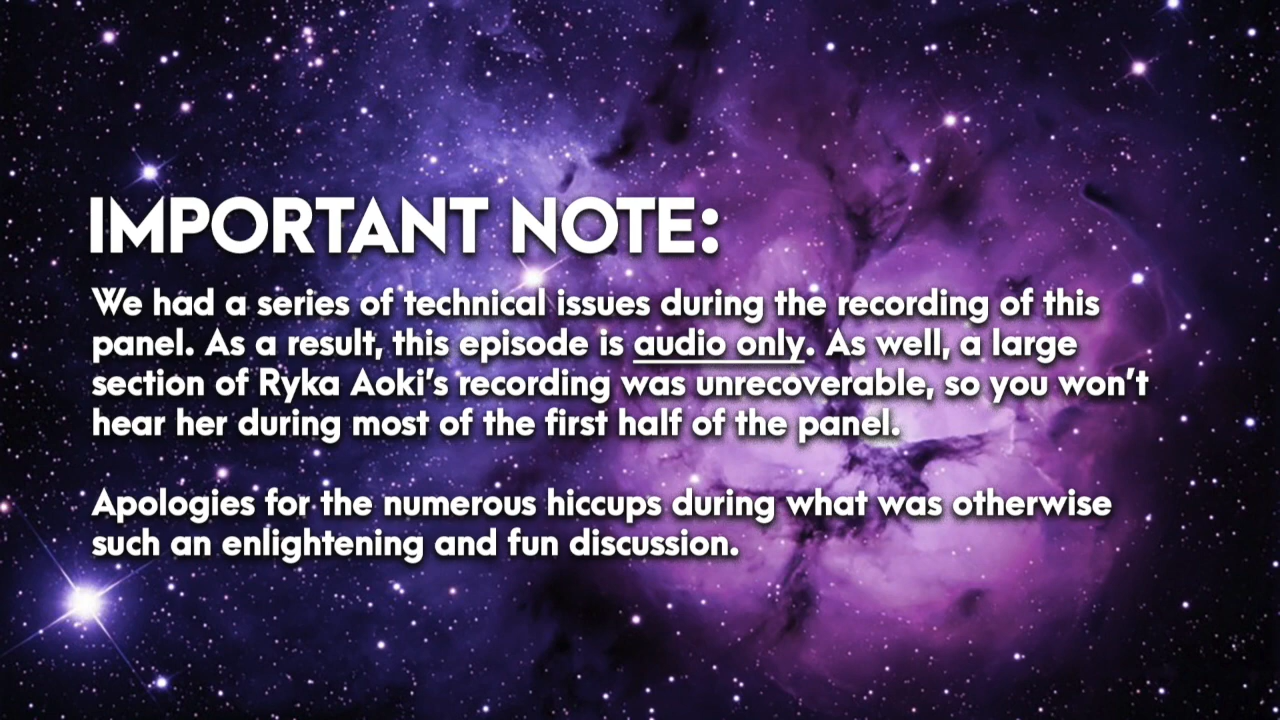 IMPORTANT NOTE:
We had a series of technical issues during the recording of this
panel. As a result, this episode is audio only. As well, a large
section of Ryka Aoki’s recording was unrecoverable, so you won’t
hear her during most of the first half of the panel.
Apologies for the numerous hiccups during what was otherwise
such an enlightening and fun discussion.